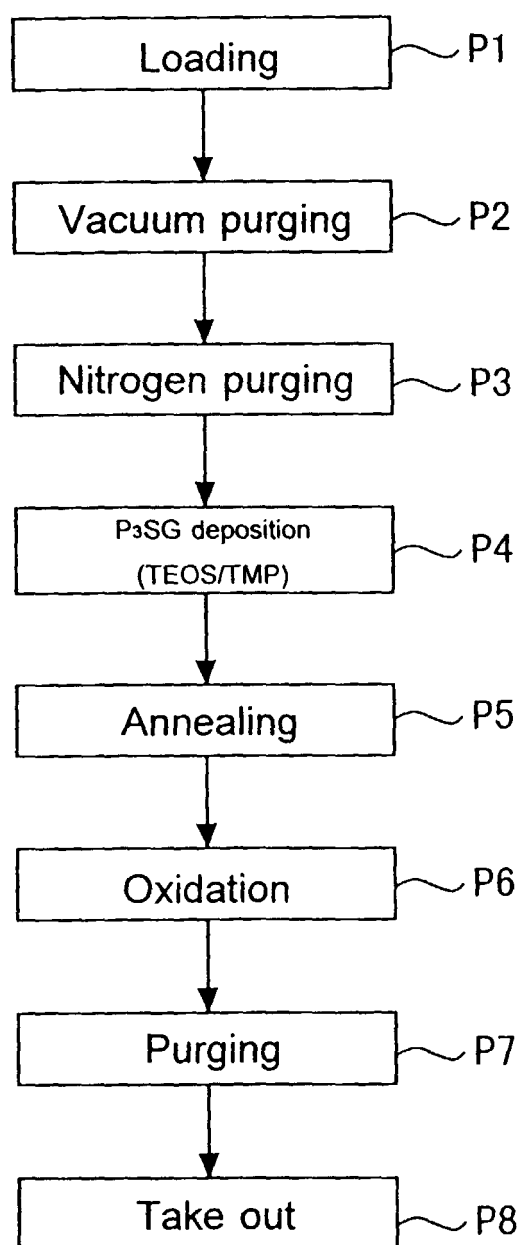 Loading P1
Vacuum purging P2
Nitrogen purging P3
P3SG deposition
(TEOS/TMP) P4
Annealing P5
Oxidation P6
Purging P7
Take out P8